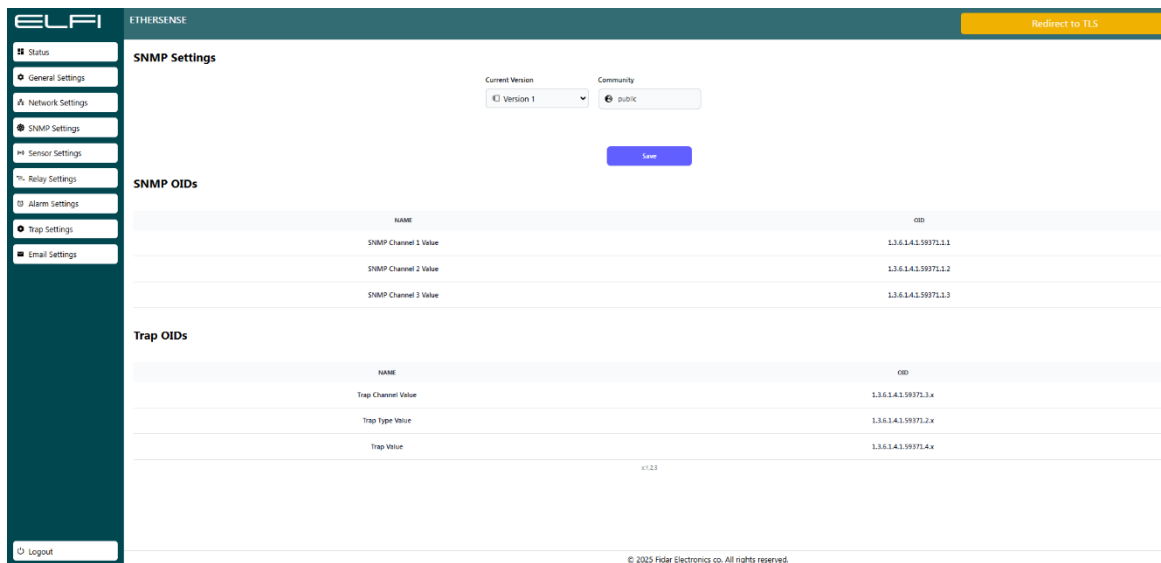 ELFI
ETHERSENSE
Redirect to TLS
Status
General Settings
Network Settings
SNMP Settings
Sensor Settings
Relay Settings
Alarm Settings
Trap Settings
Email Settings
Logout
SNMP Settings
Current Version
Community
Version 1
public
Save
SNMP OIDs
NAME OID
SNMP Channel 1 Value 1.3.6.1.4.1.59371.1.1
SNMP Channel 2 Value 1.3.6.1.4.1.59371.1.2
SNMP Channel 3 Value 1.3.6.1.4.1.59371.1.3
Trap OIDs
NAME OID
Trap Channel Value 1.3.6.1.4.1.59371.3.x
Trap Type Value 1.3.6.1.4.1.59371.2.x
Trap Value 1.3.6.1.4.1.59371.4.x
© 2025 Fidar Electronics co. All rights reserved.